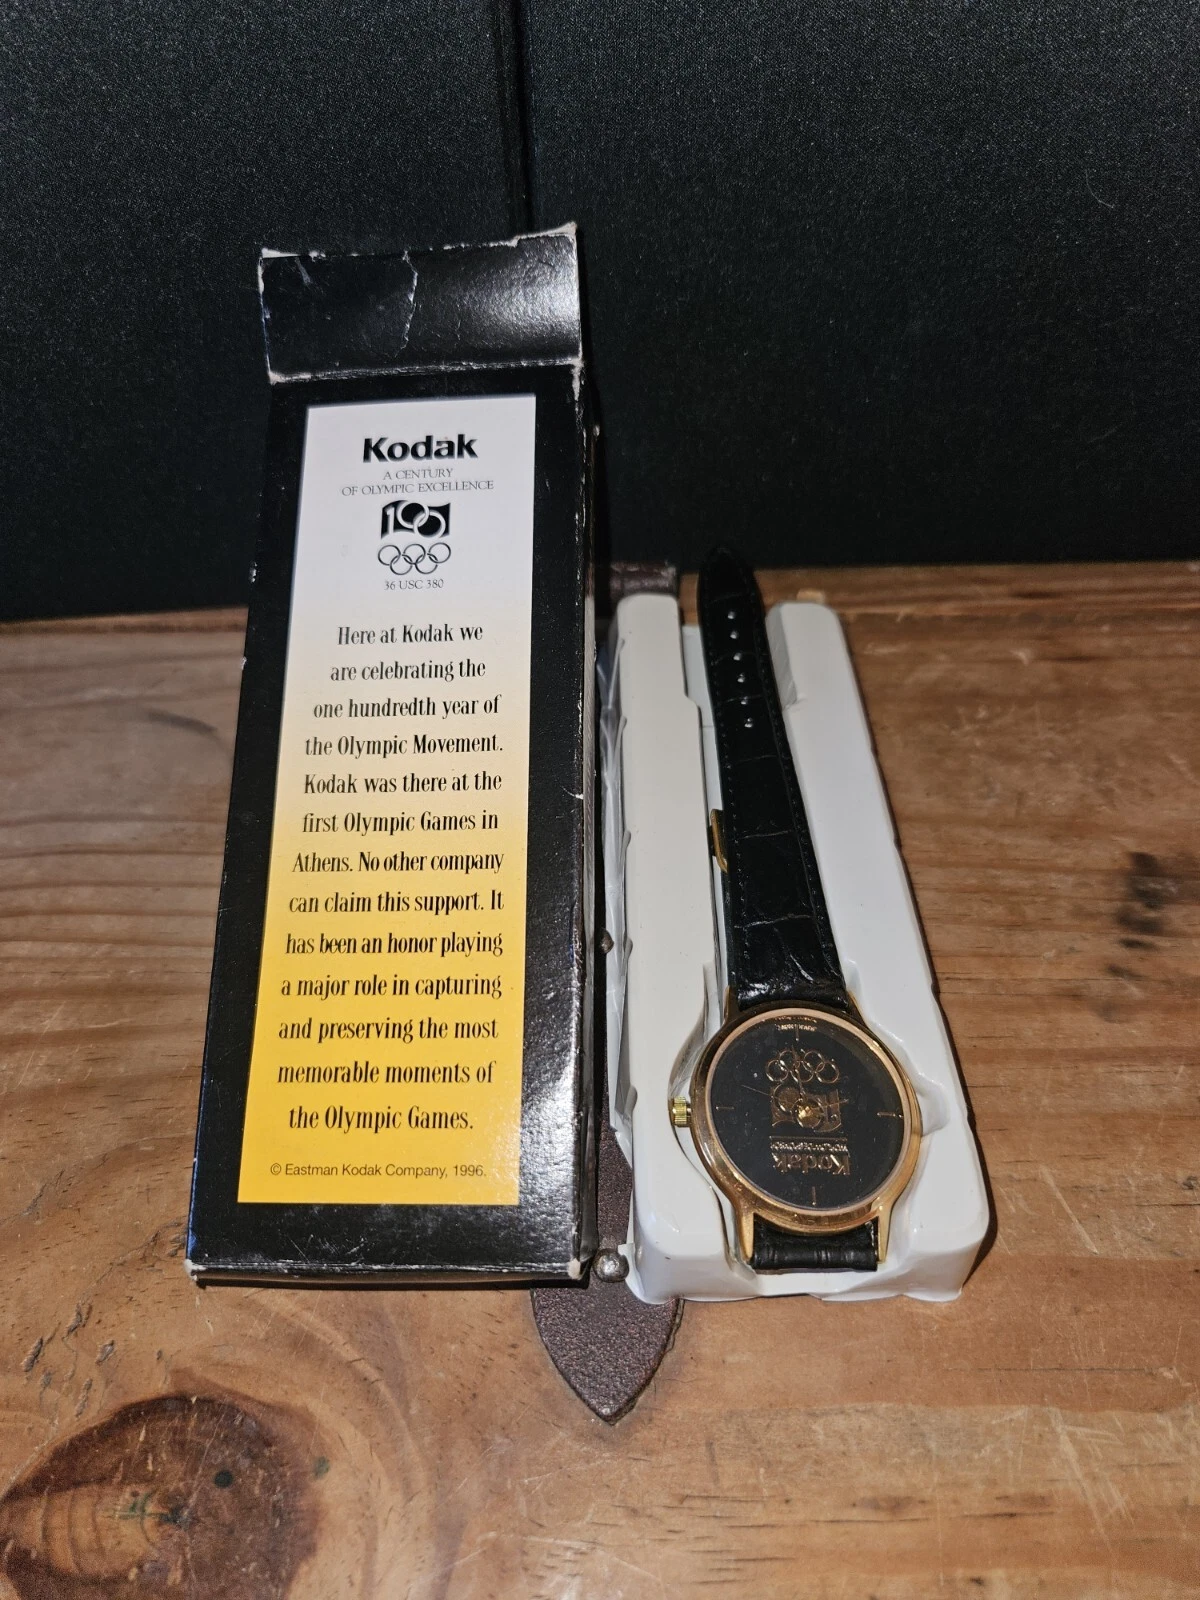 Kodak
A CENTURY
OF OLYMPIC EXCELLENCE
100
36 USC 380
Here at Kodak we
are celebrating the
one hundredth year of
the Olympic Movement.
Kodak was there at the
first Olympic Games in
Athens. No other company
can claim this support. It
has been an honor playing
a major role in capturing
and preserving the most
memorable moments of
the Olympic Games.
© Eastman Kodak Company, 1996.
Kodak